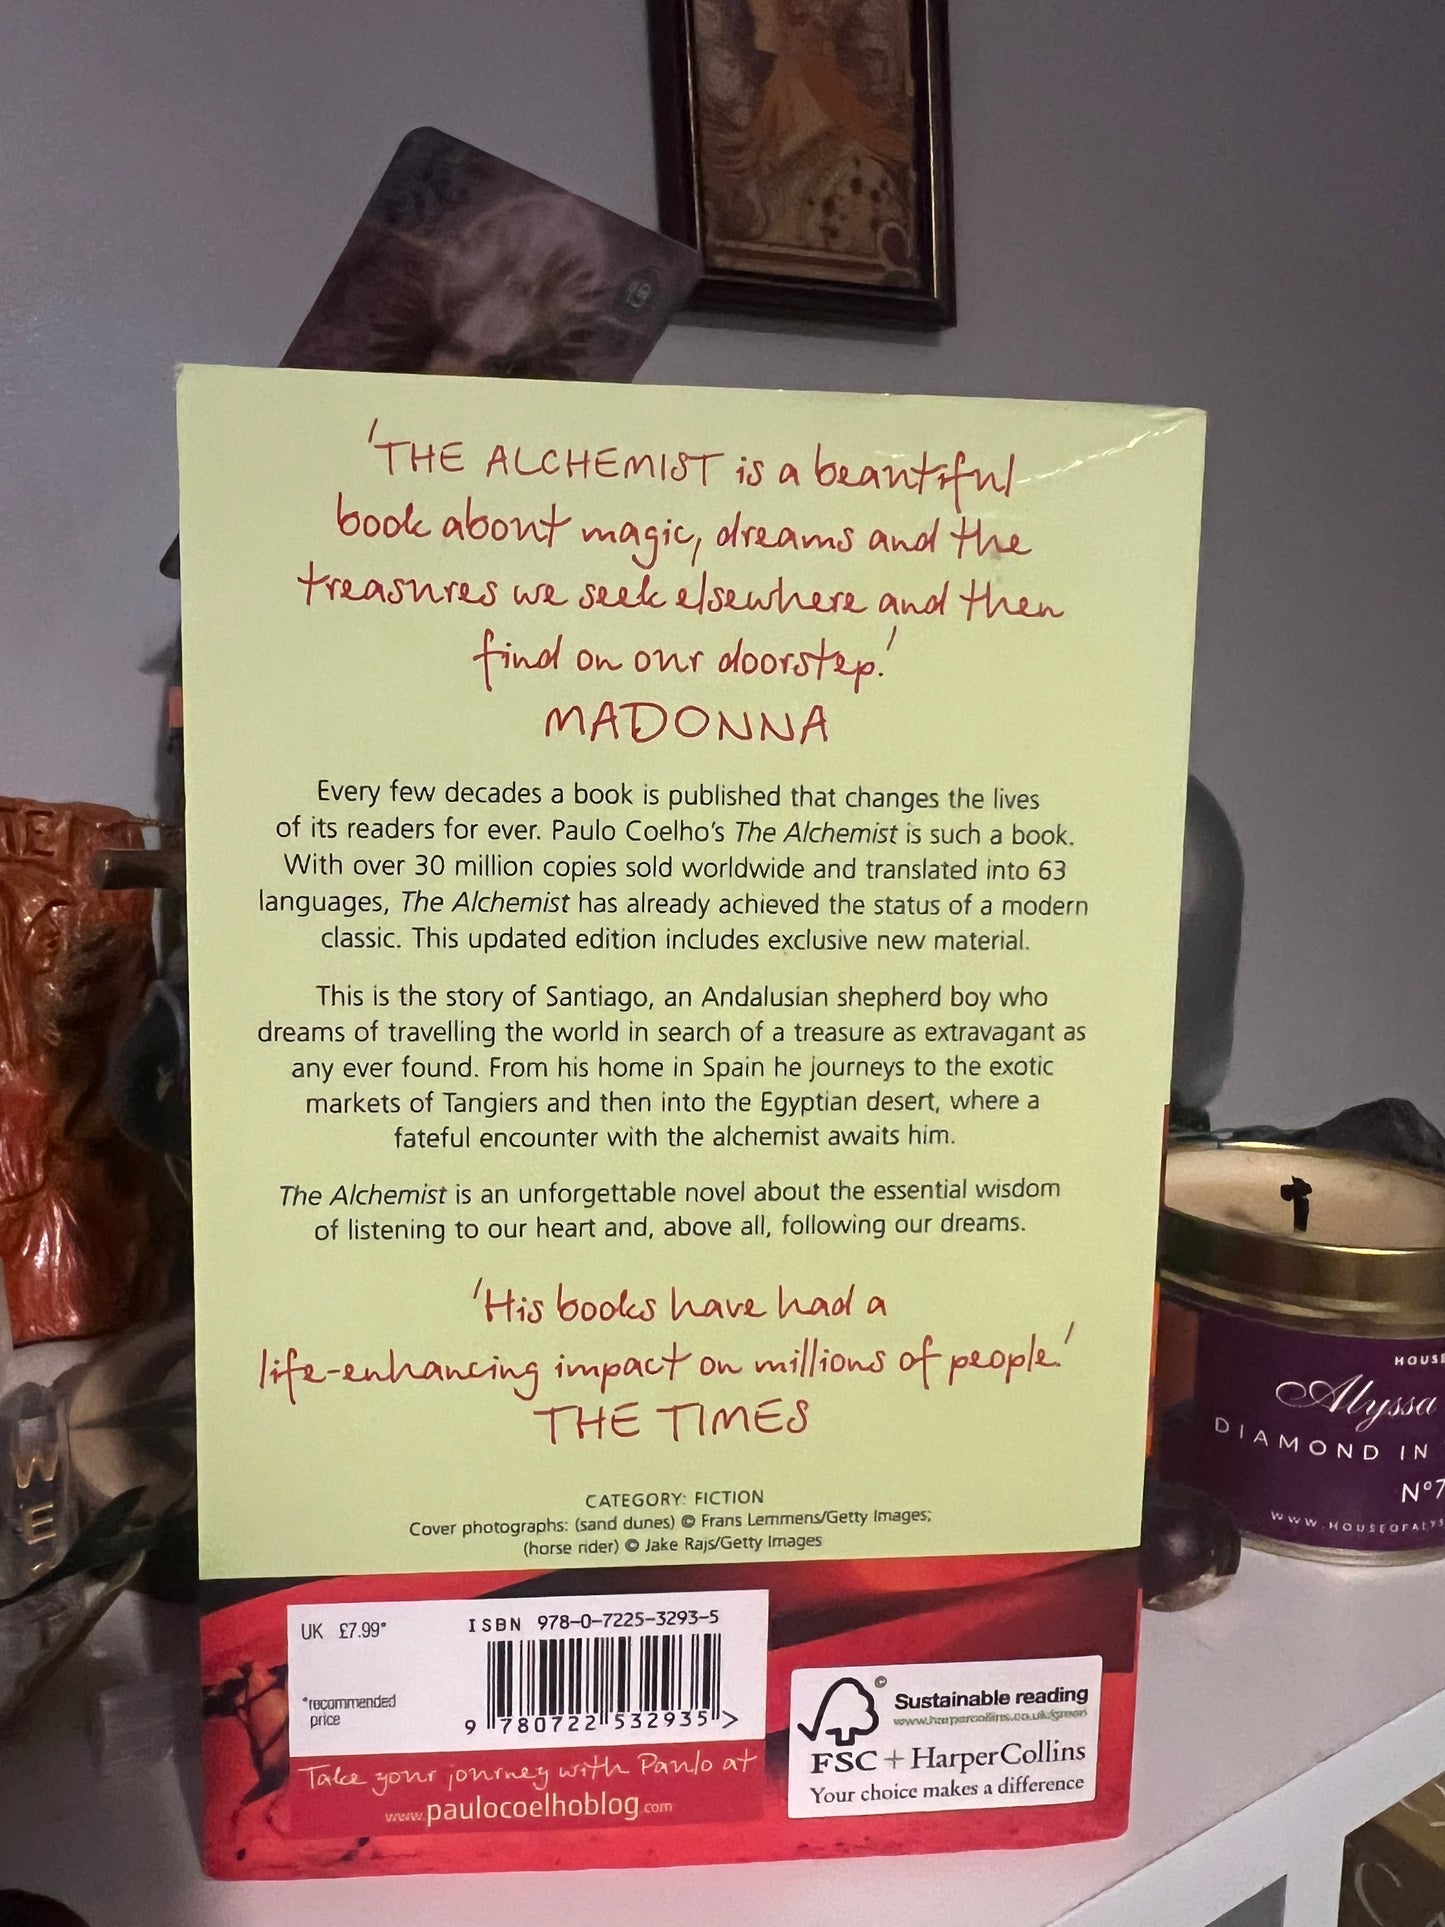 19
'THE ALCHEMIST is a beautiful
book about magic, dreams and the
treasures we seek elsewhere and then
find on our doorstep.'
MADONNA
Every few decades a book is published that changes the lives
of its readers for ever. Paulo Coelho's The Alchemist is such a book.
With over 30 million copies sold worldwide and translated into 63
languages, The Alchemist has already achieved the status of a modern
classic. This updated edition includes exclusive new material.
This is the story of Santiago, an Andalusian shepherd boy who
dreams of travelling the world in search of a treasure as extravagant as
any ever found. From his home in Spain he journeys to the exotic
markets of Tangiers and then into the Egyptian desert, where a
fateful encounter with the alchemist awaits him.
The Alchemist is an unforgettable novel about the essential wisdom
of listening to our heart and, above all, following our dreams.
'His books have had a
life-enhancing impact on millions of people.'
THE TIMES
CATEGORY: FICTION
Cover photographs: (sand dunes) © Frans Lemmens/Getty Images;
(horse rider) © Jake Rajs/Getty Images
UK £7.99*
*recommended
price
ISBN 978-0-7225-3293-5
9 780722 532935 >
Take your journey with Paulo at
www.paulocoelhoblog.com
©
Sustainable reading
www.harpercollins.co.uk/green
FSC + HarperCollins
Your choice makes a difference
HOUSE
Alyssa
DIAMOND IN
Nº7
WWW.HOUSEOFALYS
W
E